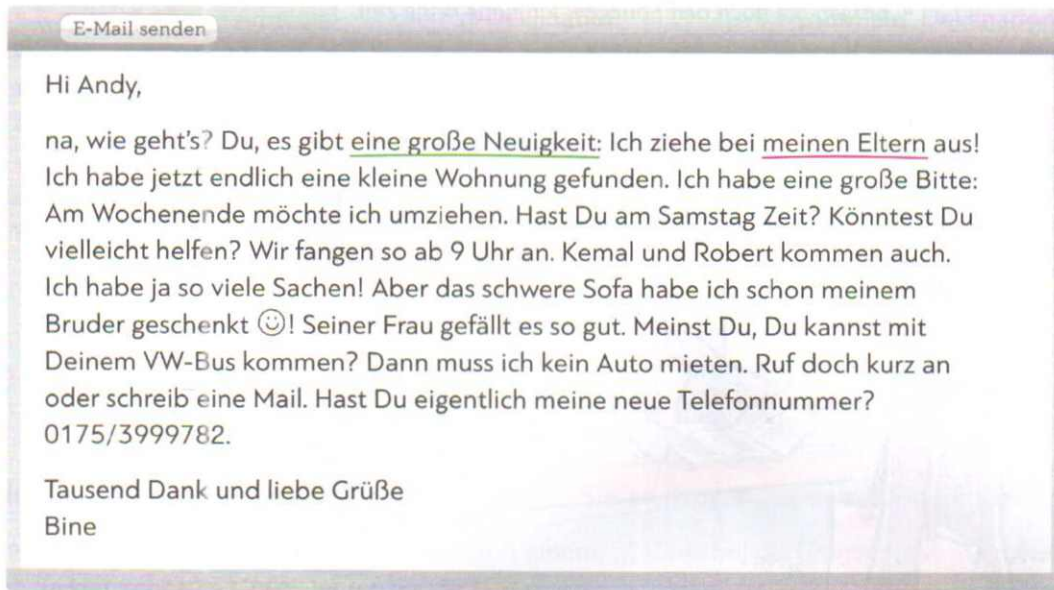 E-Mail senden
Hi Andy,
na, wie geht's? Du, es gibt eine große Neuigkeit: Ich ziehe bei meinen Eltern aus!
Ich habe jetzt endlich eine kleine Wohnung gefunden. Ich habe eine große Bitte:
Am Wochenende möchte ich umziehen. Hast Du am Samstag Zeit? Könntest Du
vielleicht helfen? Wir fangen so ab 9 Uhr an. Kemal und Robert kommen auch.
Ich habe ja so viele Sachen! Aber das schwere Sofa habe ich schon meinem
Bruder geschenkt ☺! Seiner Frau gefällt es so gut. Meinst Du, Du kannst mit
Deinem VW-Bus kommen? Dann muss ich kein Auto mieten. Ruf doch kurz an
oder schreib eine Mail. Hast Du eigentlich meine neue Telefonnummer?
0175/3999782.
Tausend Dank und liebe Grüße
Bine